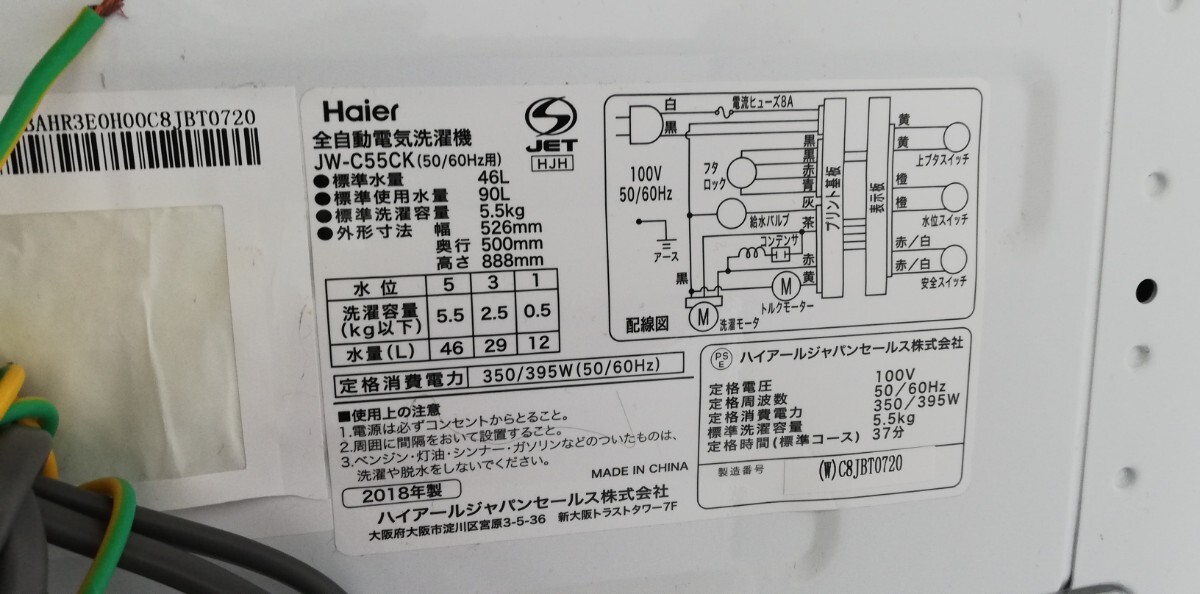 3AHR3E0H00C8JBT0720
Haier
JET
HJH
全自動電気洗濯機
JW-C55CK(50/60Hz用)
●標準水量 46L
●標準使用水量 90L
●標準洗濯容量 5.5kg
●外形寸法 幅 526mm
奥行 500mm
高さ 888mm
水位 5 3 1
洗濯容量(kg以下) 5.5 2.5 0.5
水量(L) 46 29 12
定格消費電力 350/395W(50/60Hz)
■使用上の注意
1.電源は必ずコンセントからとること。
2.周囲に間隔をおいて設置すること。
3.ベンジン・灯油・シンナー・ガソリンなどのついたものは、
洗濯や脱水をしないでください。
MADE IN CHINA
2018年製
ハイアールジャパンセールス株式会社
大阪府大阪市淀川区宮原3-5-36 新大阪トラストタワー7F
白
黒
電流ヒューズ8A
100V
50/60Hz
アース
フタ
ロック
黒
黒
赤
青
灰
茶
給水バルブ
コンデンサ
赤
黄
黒
M
トルクモーター
M
洗濯モータ
配線図
プリント基板
表示板
黄
黄
上ブタスイッチ
橙
橙
水位スイッチ
赤/白
赤/白
安全スイッチ
PS
E
ハイアールジャパンセールス株式会社
定格電圧 100V
定格周波数 50/60Hz
定格消費電力 350/395W
標準洗濯容量 5.5kg
定格時間(標準コース) 37分
製造番号 (W)C8JBT0720